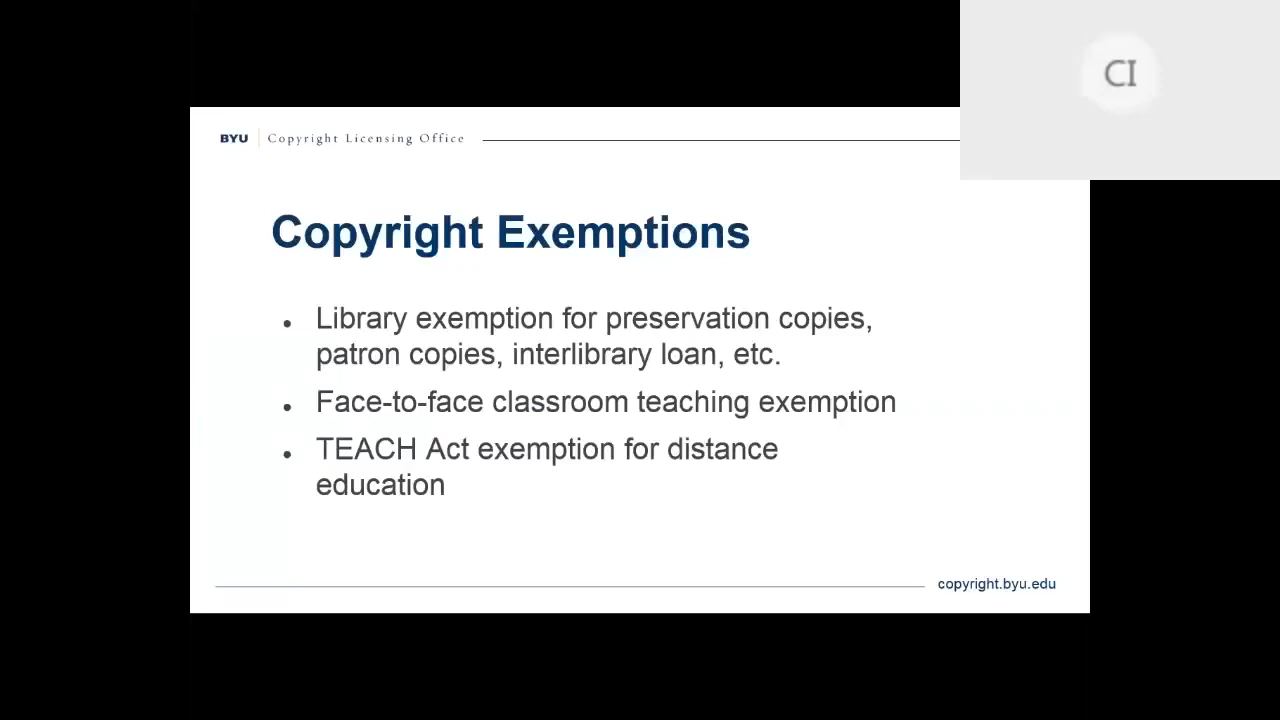 CI
BYU | Copyright Licensing Office
Copyright Exemptions
• Library exemption for preservation copies,
patron copies, interlibrary loan, etc.
• Face-to-face classroom teaching exemption
• TEACH Act exemption for distance
education
copyright.byu.edu